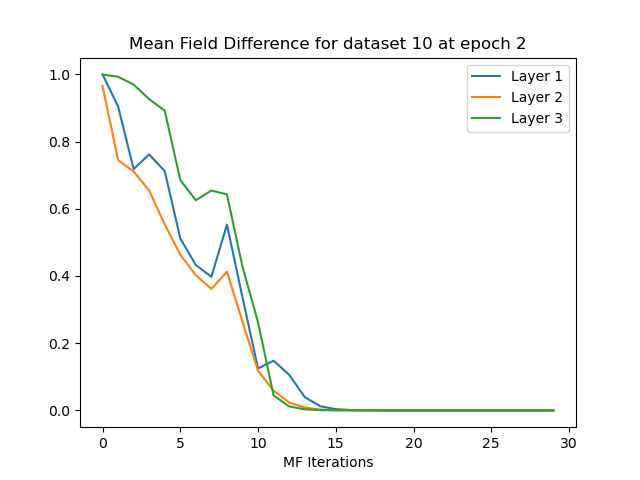 Mean Field Difference for dataset 10 at epoch 2
Layer 1
Layer 2
Layer 3
1.0
0.8
0.6
0.4
0.2
0.0
0 5 10 15 20 25 30
MF Iterations